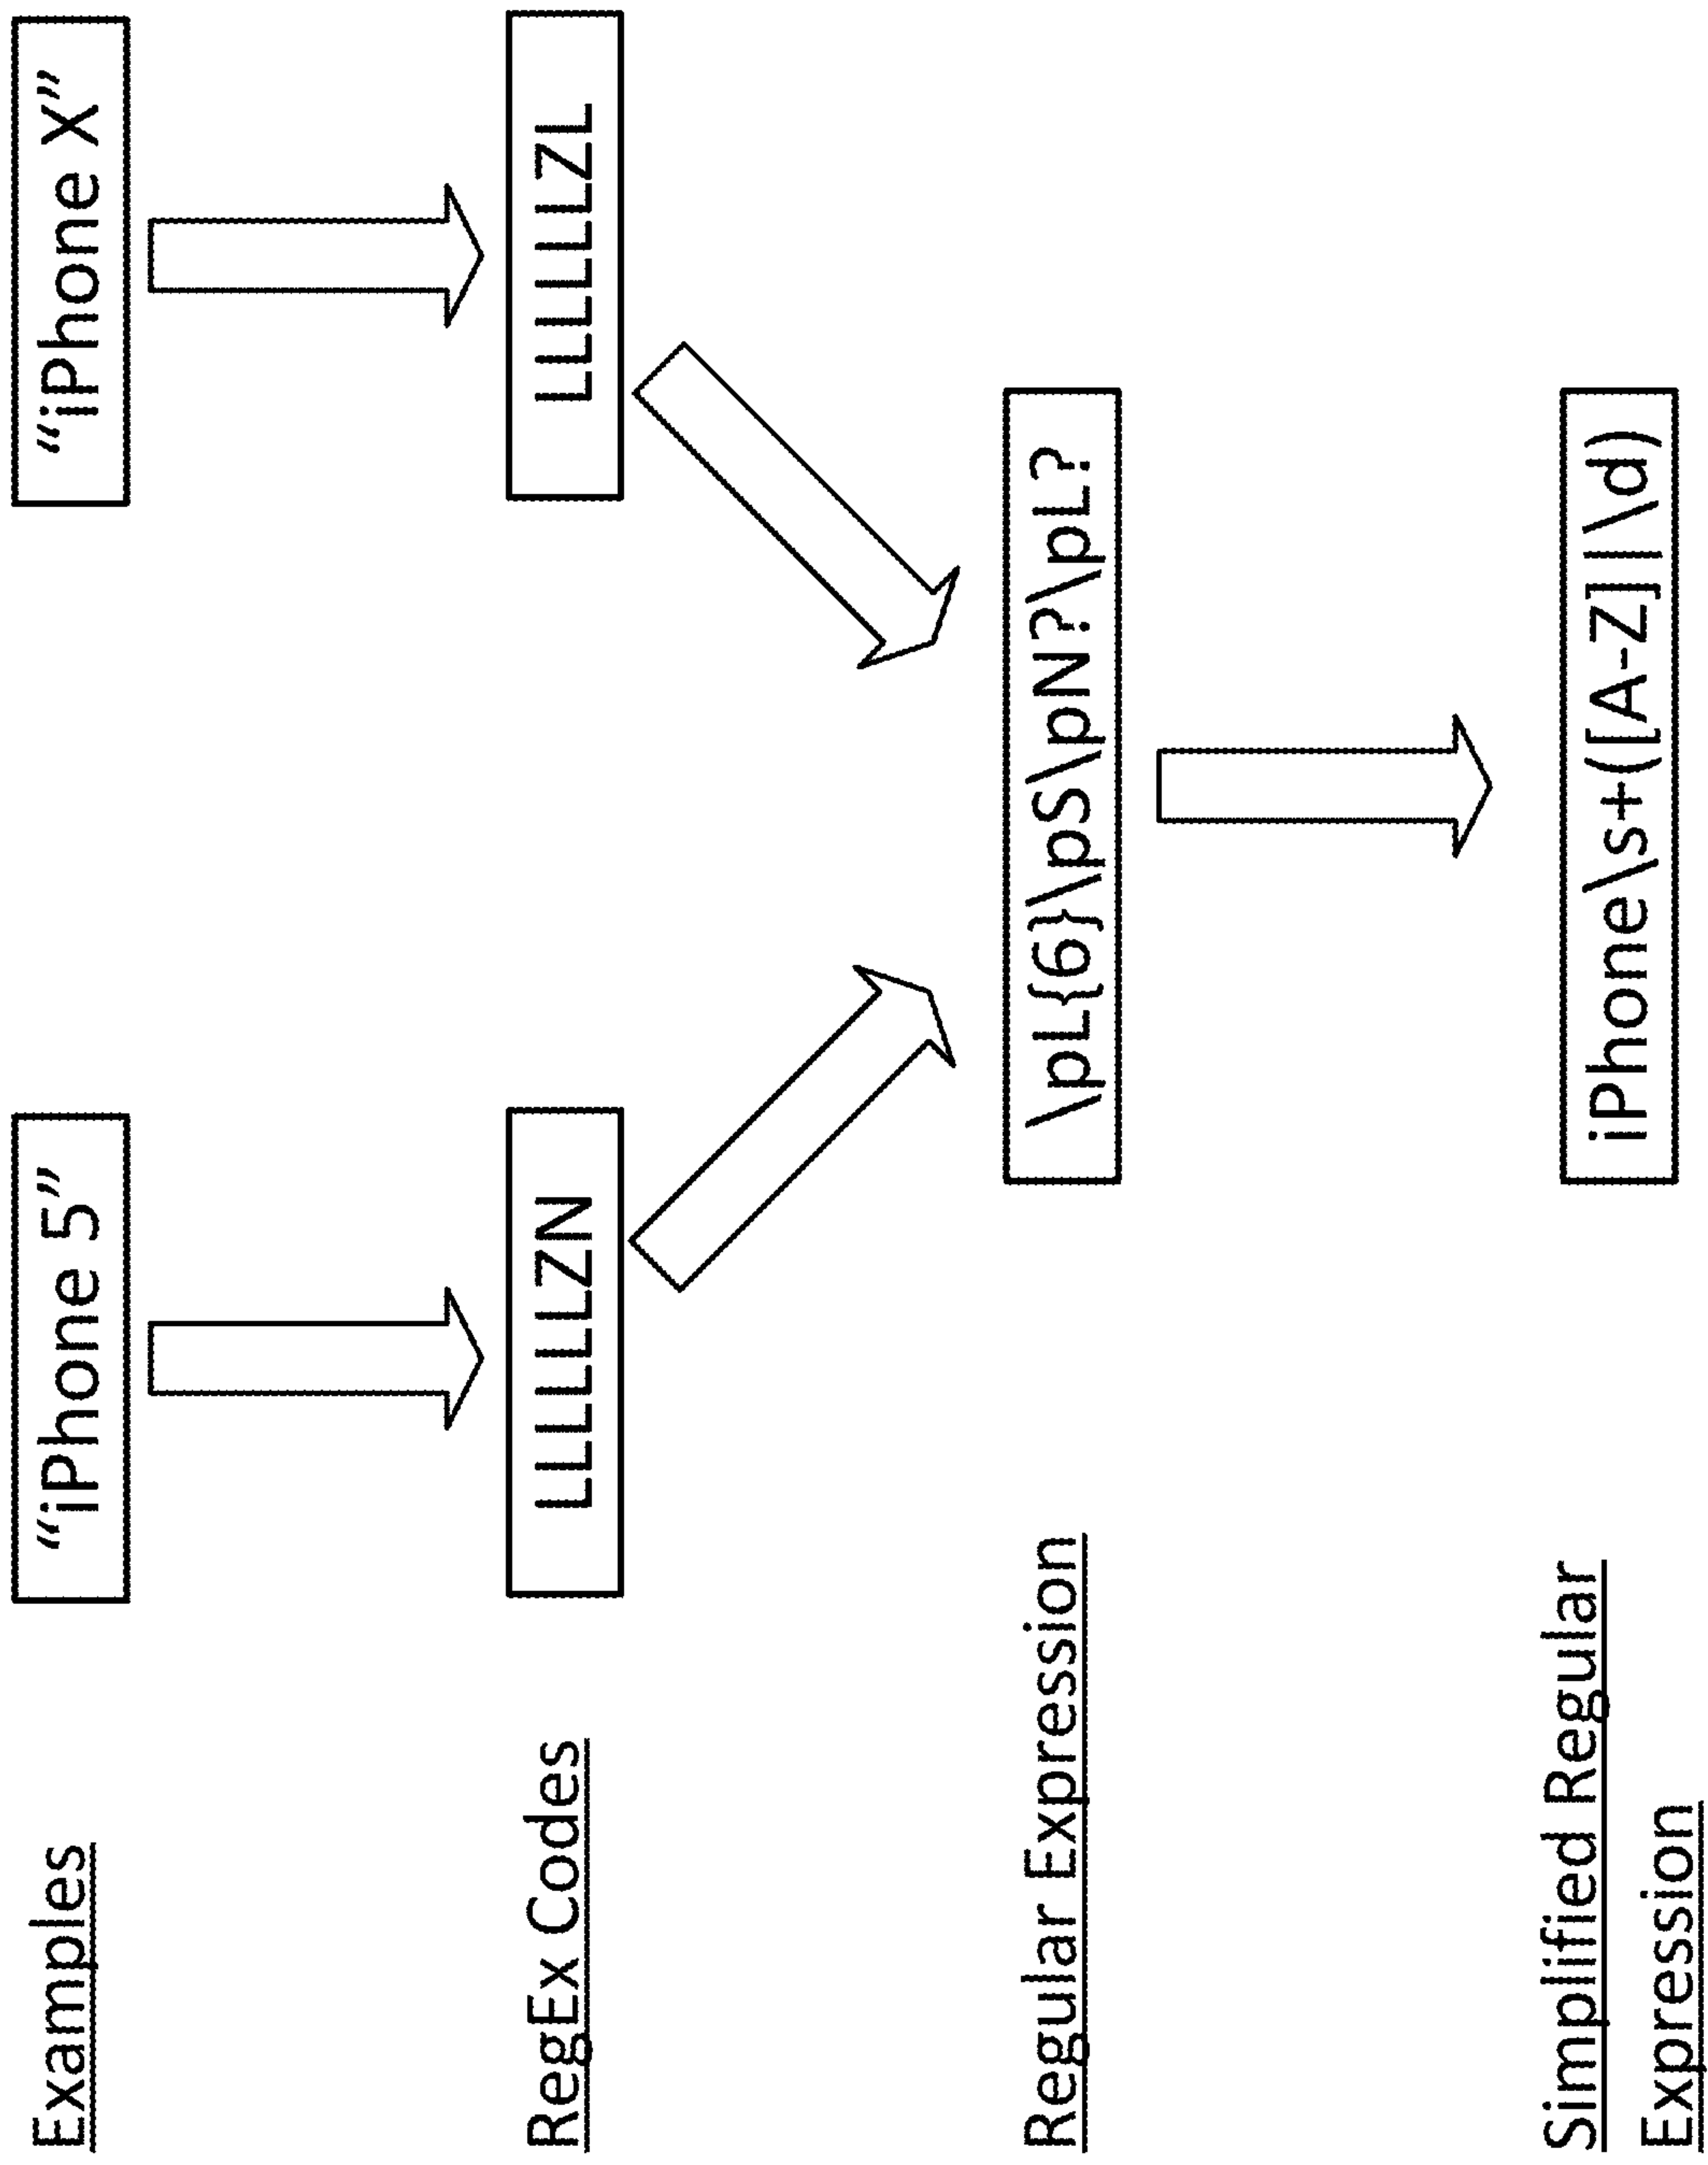 Examples
“iPhone 5”
“iPhone X”
RegEx Codes
LLLLLLZN
LLLLLLZL
Regular Expression
\pL{6}\pS\pN?\pL?
Simplified Regular
Expression
iPhone\s+([A-Z]|\d)